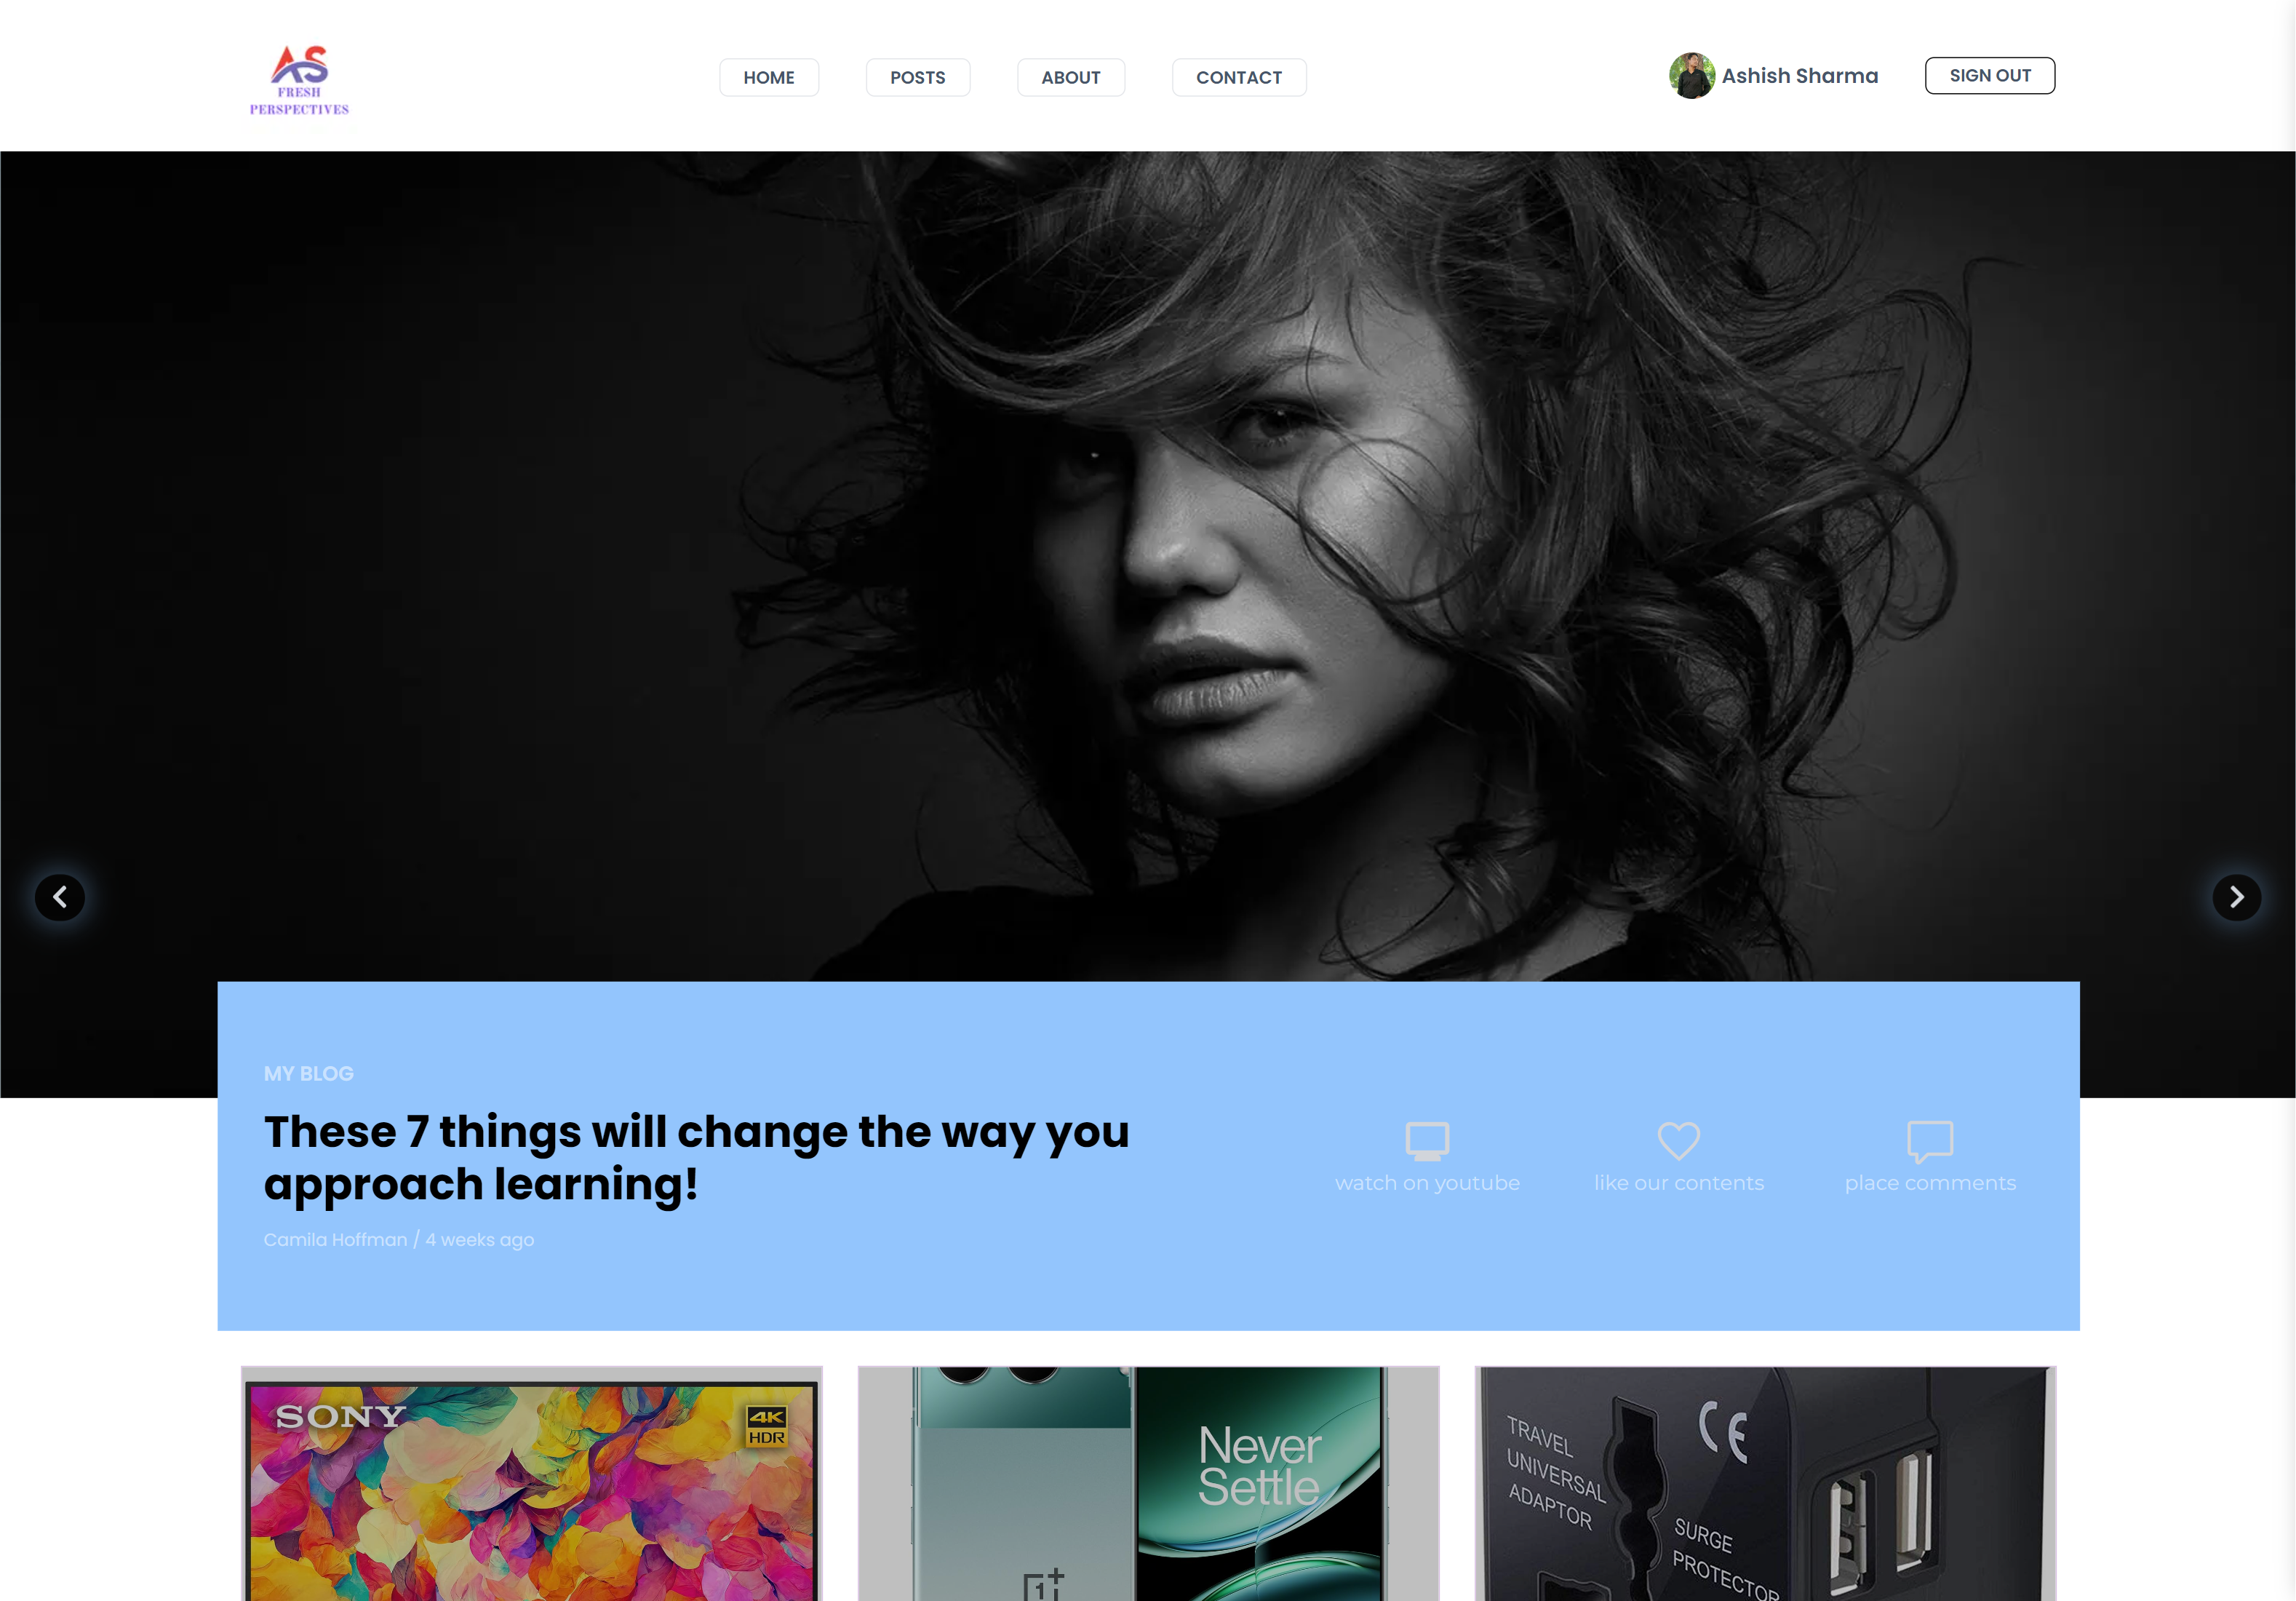 AS
FRESH
PERSPECTIVES
HOME
POSTS
ABOUT
CONTACT
Ashish Sharma
SIGN OUT
MY BLOG
These 7 things will change the way you
approach learning!
Camila Hoffman / 4 weeks ago
watch on youtube
like our contents
place comments
SONY
4K
HDR
Never
Settle
1+
TRAVEL
UNIVERSAL
ADAPTOR
CE
SURGE
PROTECTOR